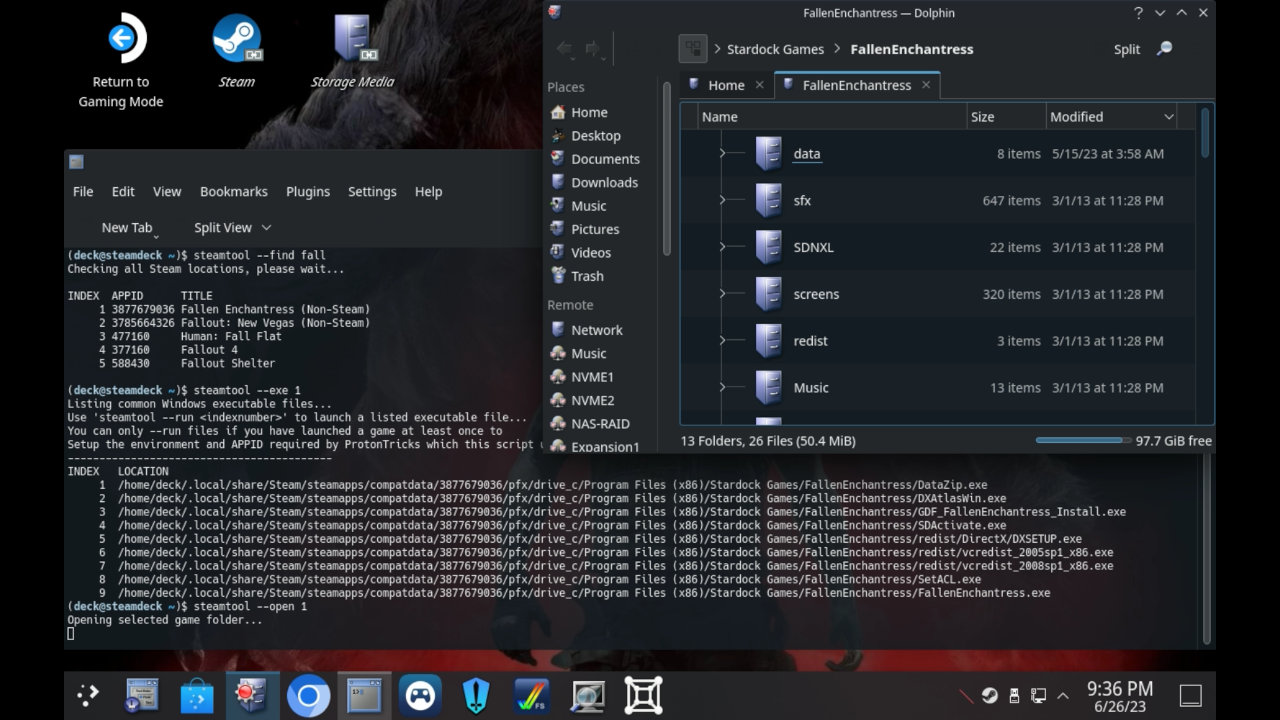 Return to
Gaming Mode
Steam
Storage Media
FallenEnchantress — Dolphin
Stardock Games
FallenEnchantress
Split
Places
Home
Desktop
Documents
Downloads
Music
Pictures
Videos
Trash
Remote
Network
Music
NVME1
NVME2
NAS-RAID
Expansion1
Home
FallenEnchantress
Name Size Modified
data 8 items 5/15/23 at 3:58 AM
sfx 647 items 3/1/13 at 11:28 PM
SDNXL 22 items 3/1/13 at 11:28 PM
screens 320 items 3/1/13 at 11:28 PM
redist 3 items 3/1/13 at 11:28 PM
Music 13 items 3/1/13 at 11:28 PM
13 Folders, 26 Files (50.4 MiB) 97.7 GiB free
File Edit View Bookmarks Plugins Settings Help
New Tab Split View
(deck@steamdeck ~)$ steamtool --find fall
Checking all Steam locations, please wait...
INDEX APPID TITLE
1 3877679036 Fallen Enchantress (Non-Steam)
2 3785664326 Fallout: New Vegas (Non-Steam)
3 477160 Human: Fall Flat
4 377160 Fallout 4
5 588430 Fallout Shelter
(deck@steamdeck ~)$ steamtool --exe 1
Listing common Windows executable files...
Use 'steamtool --run <indexnumber>' to launch a listed executable file...
You can only --run files if you have launched a game at least once to
Setup the environment and APPID required by ProtonTricks which this script
------------------------------------------
INDEX LOCATION
1 /home/deck/.local/share/Steam/steamapps/compatdata/3877679036/pfx/drive_c/Program Files (x86)/Stardock Games/FallenEnchantress/DataZip.exe
2 /home/deck/.local/share/Steam/steamapps/compatdata/3877679036/pfx/drive_c/Program Files (x86)/Stardock Games/FallenEnchantress/DXAtlasWin.exe
3 /home/deck/.local/share/Steam/steamapps/compatdata/3877679036/pfx/drive_c/Program Files (x86)/Stardock Games/FallenEnchantress/GDF_FallenEnchantress_Install.exe
4 /home/deck/.local/share/Steam/steamapps/compatdata/3877679036/pfx/drive_c/Program Files (x86)/Stardock Games/FallenEnchantress/SDActivate.exe
5 /home/deck/.local/share/Steam/steamapps/compatdata/3877679036/pfx/drive_c/Program Files (x86)/Stardock Games/FallenEnchantress/redist/DirectX/DXSETUP.exe
6 /home/deck/.local/share/Steam/steamapps/compatdata/3877679036/pfx/drive_c/Program Files (x86)/Stardock Games/FallenEnchantress/redist/vcredist_2005sp1_x86.exe
7 /home/deck/.local/share/Steam/steamapps/compatdata/3877679036/pfx/drive_c/Program Files (x86)/Stardock Games/FallenEnchantress/redist/vcredist_2008sp1_x86.exe
8 /home/deck/.local/share/Steam/steamapps/compatdata/3877679036/pfx/drive_c/Program Files (x86)/Stardock Games/FallenEnchantress/SetACL.exe
9 /home/deck/.local/share/Steam/steamapps/compatdata/3877679036/pfx/drive_c/Program Files (x86)/Stardock Games/FallenEnchantress/FallenEnchantress.exe
(deck@steamdeck ~)$ steamtool --open 1
Opening selected game folder...
FS
9:36 PM
6/26/23